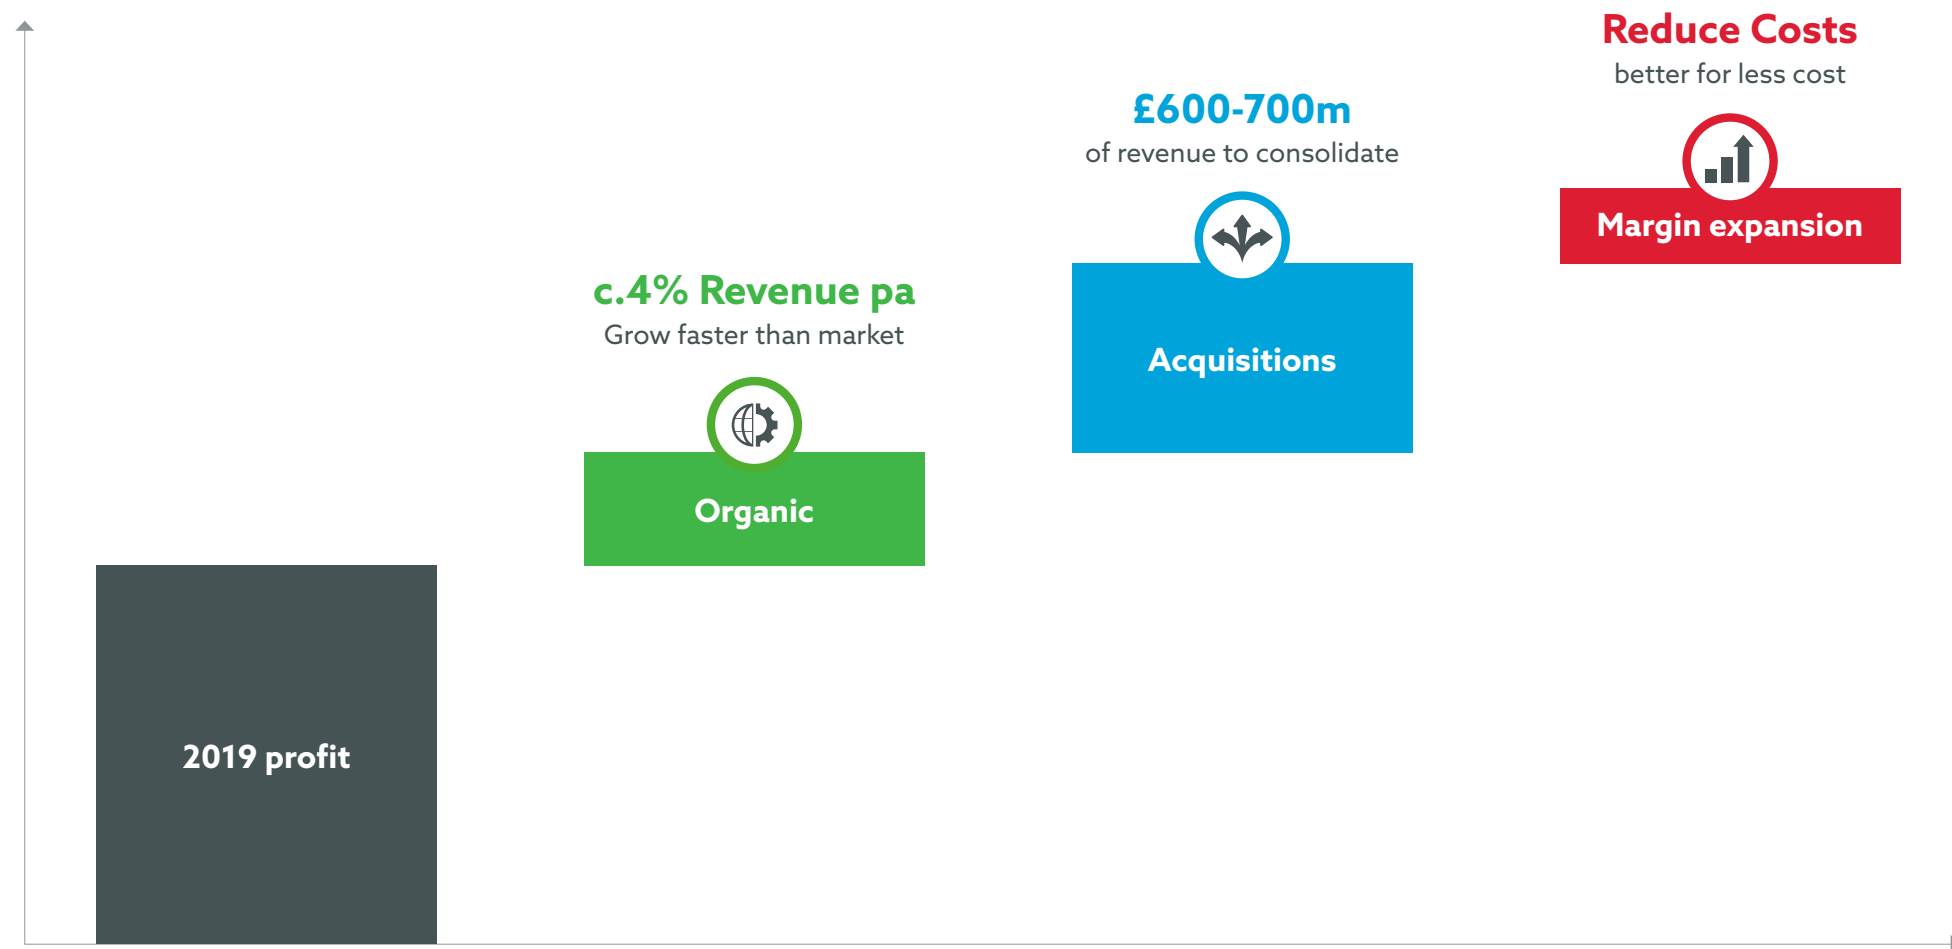 2019 profit
c.4% Revenue pa
Grow faster than market
Organic
£600-700m
of revenue to consolidate
Acquisitions
Reduce Costs
better for less cost
Margin expansion